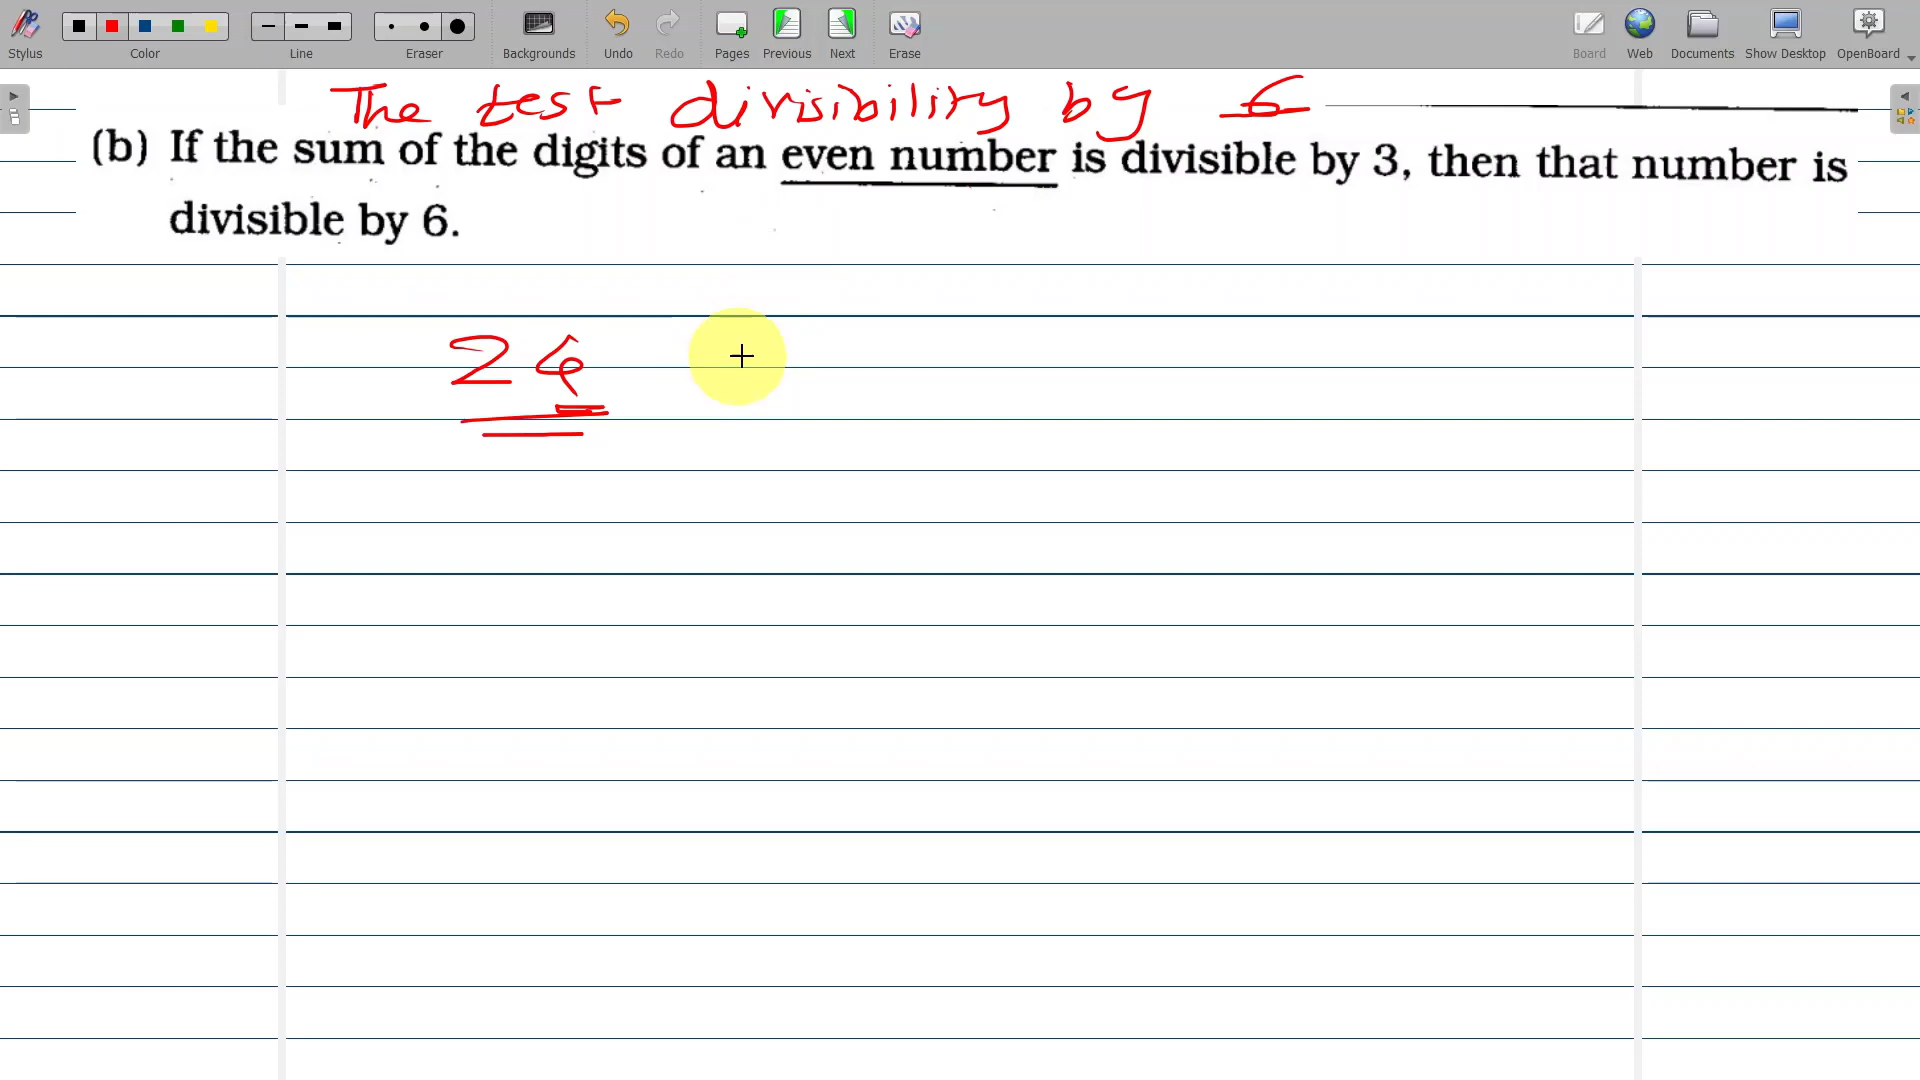 Stylus Color Line Eraser Backgrounds Undo Redo Pages Previous Next Erase Board Web Documents Show Desktop OpenBoard
The test divisibility by 6
(b) If the sum of the digits of an even number is divisible by 3, then that number is
divisible by 6.
24